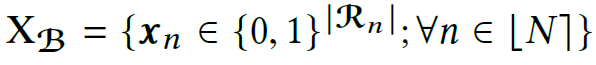 X_ℬ = {𝒙_n ∈ {0, 1}^{|ℛ_n|}; ∀n ∈ ⌊N⌉}